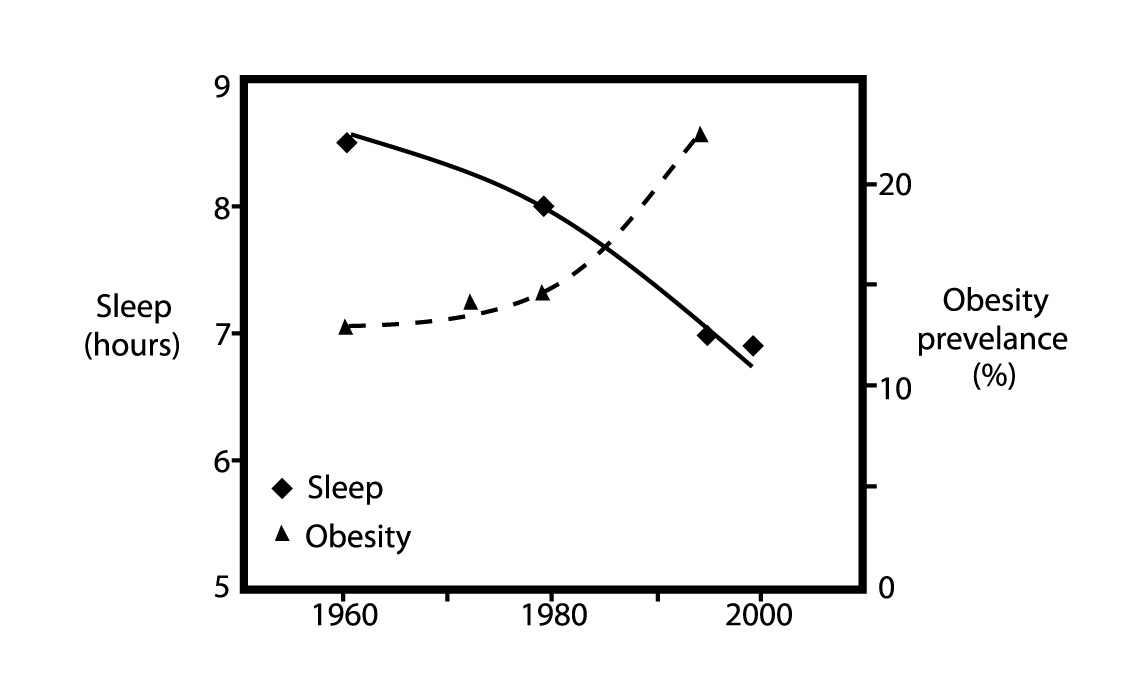 9
8
7
6
5
Sleep
(hours)
20
10
0
Obesity
prevelance
(%)
Sleep
Obesity
1960
1980
2000